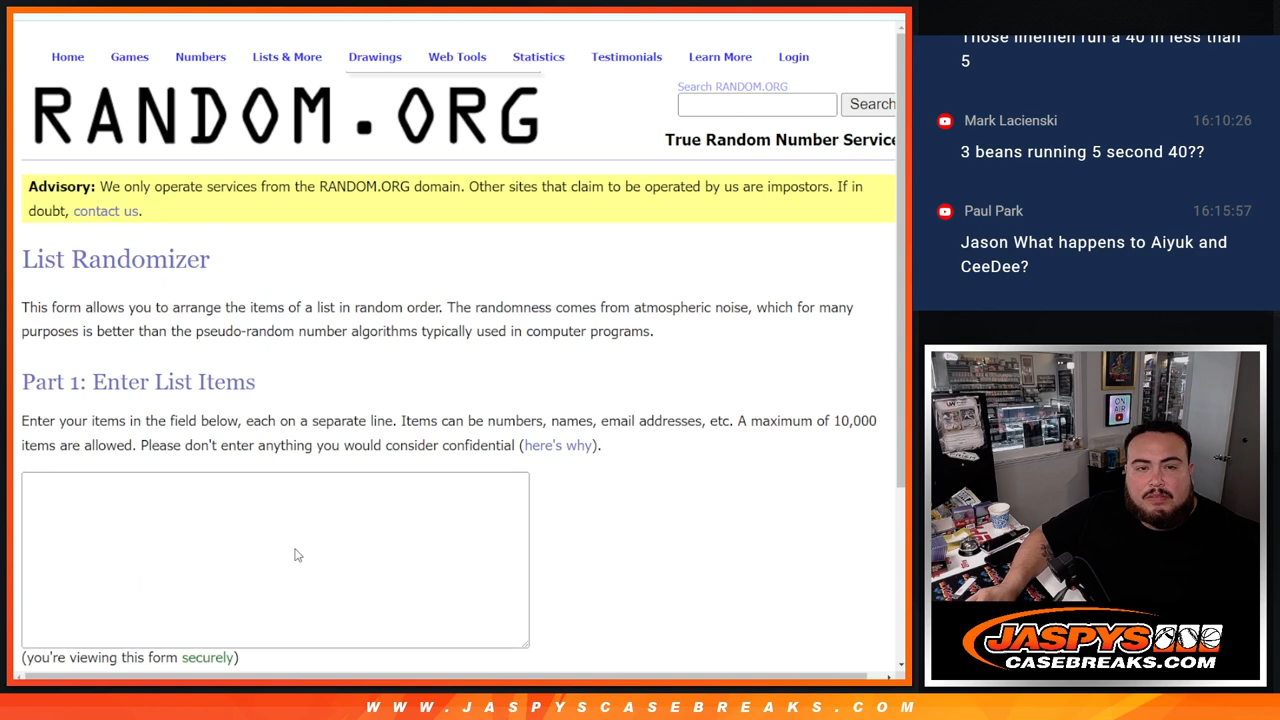 Home Games Numbers Lists & More Drawings Web Tools Statistics Testimonials Learn More Login
RANDOM.ORG
Search RANDOM.ORG
Search
True Random Number Service
Advisory: We only operate services from the RANDOM.ORG domain. Other sites that claim to be operated by us are impostors. If in
doubt, contact us.
List Randomizer
This form allows you to arrange the items of a list in random order. The randomness comes from atmospheric noise, which for many
purposes is better than the pseudo-random number algorithms typically used in computer programs.
Part 1: Enter List Items
Enter your items in the field below, each on a separate line. Items can be numbers, names, email addresses, etc. A maximum of 10,000
items are allowed. Please don't enter anything you would consider confidential (here's why).
(you're viewing this form securely)
Those linemen run a 40 in less than
5
Mark Lacienski 16:10:26
3 beans running 5 second 40??
Paul Park 16:15:57
Jason What happens to Aiyuk and
CeeDee?
ON
AIR
JASPYS
CASEBREAKS.COM
WWW.JASPYSCASEBREAKS.COM